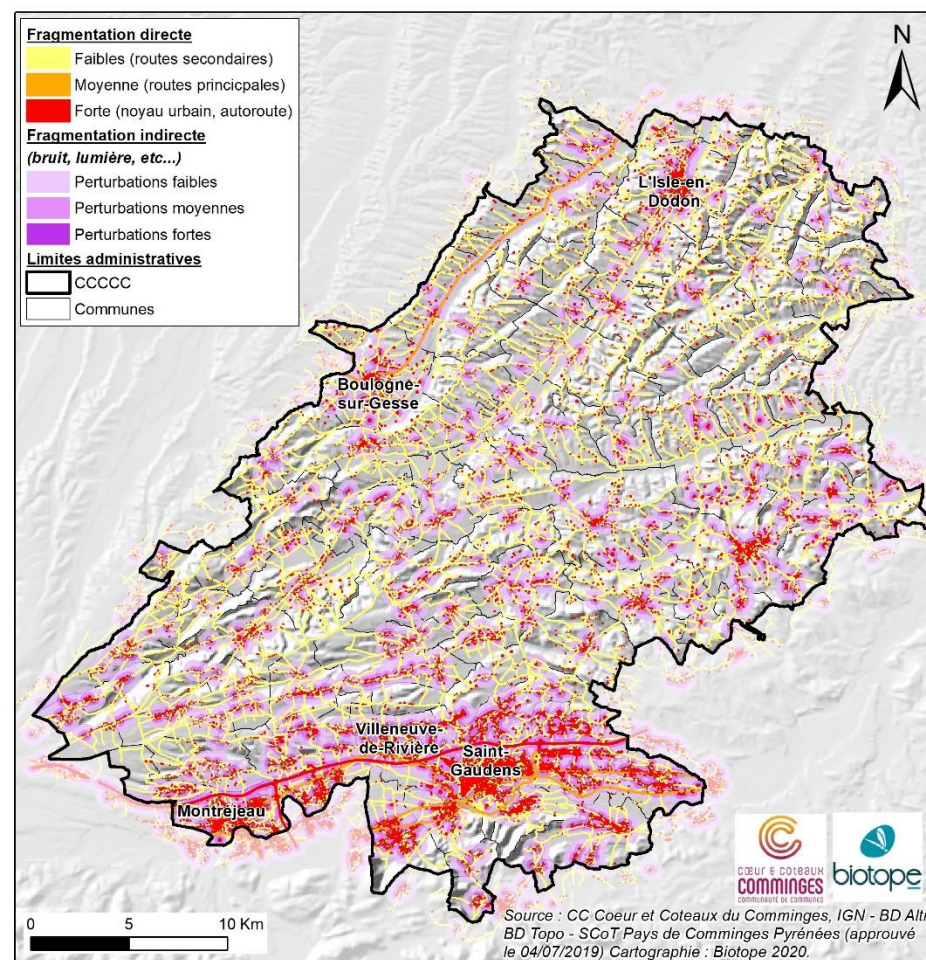 Fragmentation directe
Faibles (routes secondaires)
Moyenne (routes princicpales)
Forte (noyau urbain, autoroute)
Fragmentation indirecte
(bruit, lumière, etc...)
Perturbations faibles
Perturbations moyennes
Perturbations fortes
Limites administratives
CCCCC
Communes
N
L'Isle-en-
Dodon
Boulogne-
sur-Gesse
Villeneuve-
de-Rivière
Saint-
Gaudens
Montréjeau
0 5 10 Km
CŒUR & COTEAUX
COMMINGES
COMMUNAUTÉ DE COMMUNES
biotope
Source : CC Coeur et Coteaux du Comminges, IGN - BD Alti
BD Topo - SCoT Pays de Comminges Pyrénées (approuvé
le 04/07/2019) Cartographie : Biotope 2020.